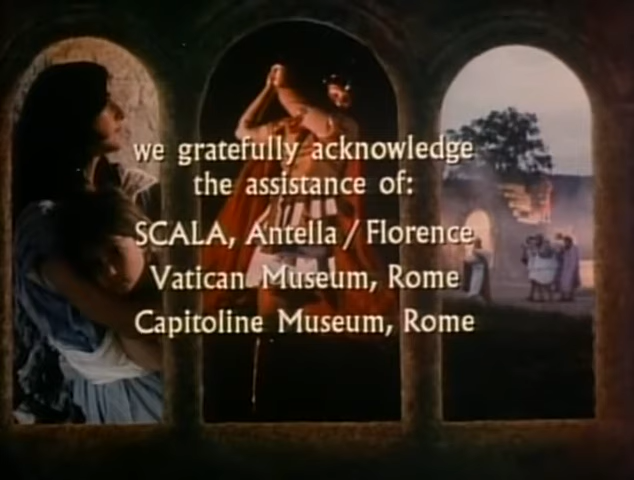 we gratefully acknowledge
the assistance of:
SCALA, Antella / Florence
Vatican Museum, Rome
Capitoline Museum, Rome